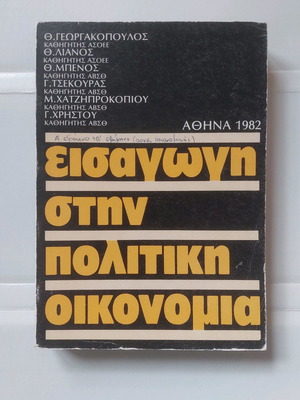 Θ.ΓΕΩΡΓΑΚΟΠΟΥΛΟΣ
ΚΑΘΗΓΗΤΗΣ ΑΣΟΕΕ
Θ.ΛΙΑΝΟΣ
ΚΑΘΗΓΗΤΗΣ ΑΣΟΕΕ
Θ.ΜΠΕΝΟΣ
ΚΑΘΗΓΗΤΗΣ ΑΒΣΘ
Γ.ΤΣΕΚΟΥΡΑΣ
ΚΑΘΗΓΗΤΗΣ ΑΒΣΘ
Μ.ΧΑΤΖΗΠΡΟΚΟΠΙΟΥ
ΚΑΘΗΓΗΤΗΣ ΑΒΣΘ
Γ.ΧΡΗΣΤΟΥ
ΚΑΘΗΓΗΤΗΣ ΑΒΣΘ
ΑΘΗΝΑ 1982
εισαγωγη
στην
πολιτικη
οικονομια